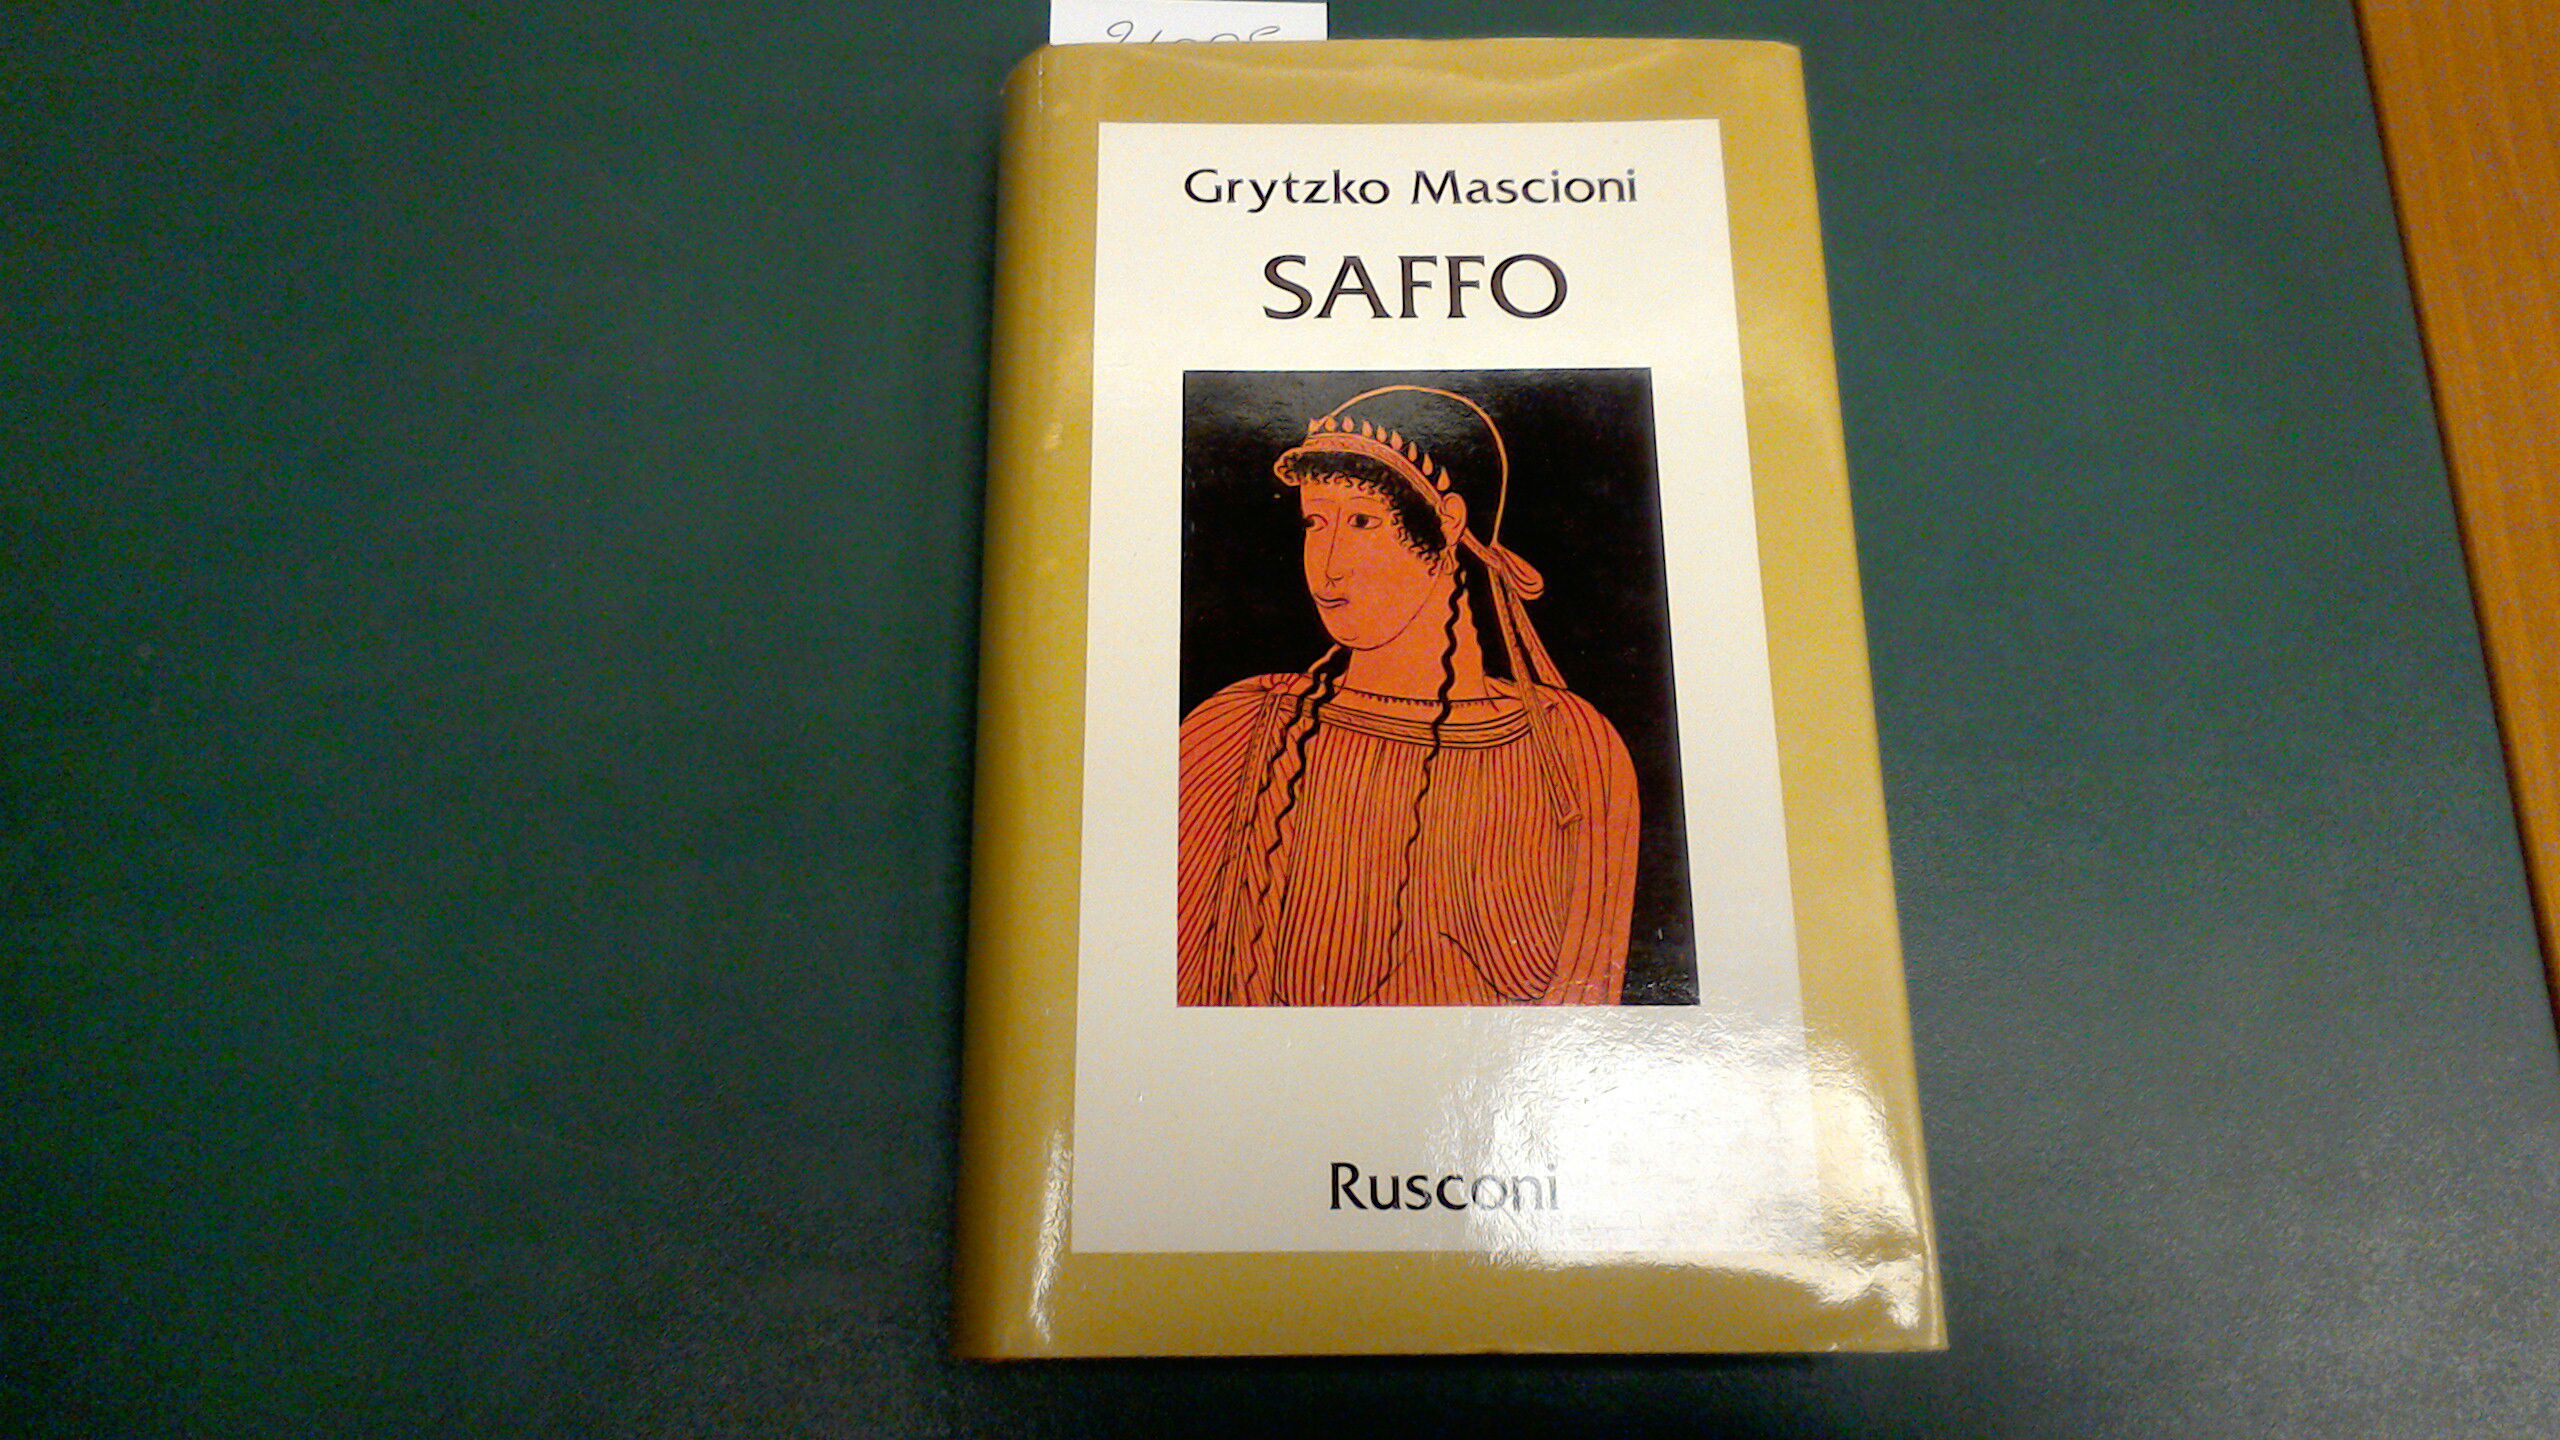 Grytzko Mascioni
SAFFO
Rusconi